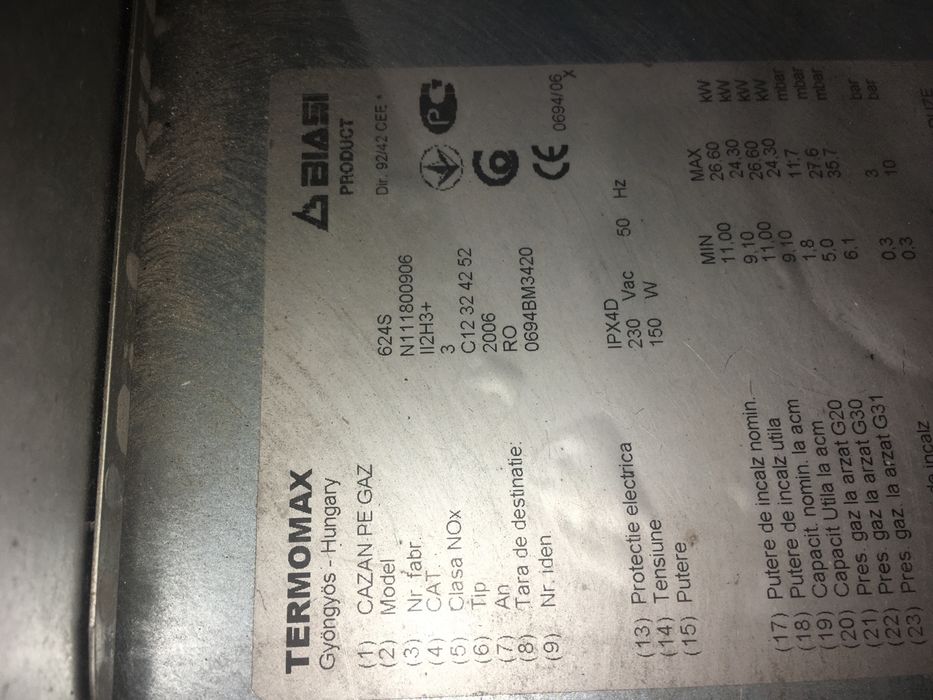 TERMOMAX
Gyöngyös - Hungary
BIASI
PRODUCT
Dir. 92/42 CEE *
(1) CAZAN PE GAZ
(2) Model 624S
(3) Nr. fabr. N111800906
(4) CAT. II2H3+
(5) Clasa NOx 3
(6) Tip C12 32 42 52
(7) An 2006
(8) Tara de destinatie: RO
(9) Nr. iden 0694BM3420
CE 0694/06
x
(13) Protectie electrica IPX4D
(14) Tensiune 230 Vac 50 Hz
(15) Putere 150 W
MIN MAX
(17) Putere de incalz nomin. 11,00 26.60 kW
(18) Putere de incalz utila 9,10 24,30 kW
(19) Capacit. nomin. la acm 11,00 26 60 kW
(20) Capacit Utila la acm 9,10 24,30 kW
(21) Pres. gaz la arzat G20 1,8 11,7 mbar
(22) Pres. gaz la arzat G30 5,0 27,6 mbar
(23) Pres. gaz la arzat G31 6,1 35.7 mbar
0,3 3 bar
de incalz 0,3 10 bar